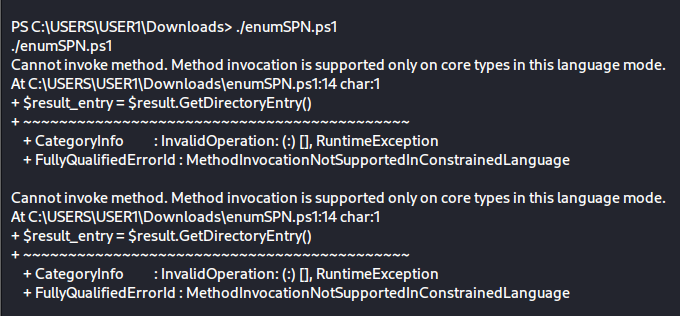 PS C:\USERS\USER1\Downloads> ./enumSPN.ps1
./enumSPN.ps1
Cannot invoke method. Method invocation is supported only on core types in this language mode.
At C:\USERS\USER1\Downloads\enumSPN.ps1:14 char:1
+ $result_entry = $result.GetDirectoryEntry()
+ ~~~~~~~~~~~~~~~~~~~~~~~~~~~~~~~~~~~~~~~~~~~
+ CategoryInfo : InvalidOperation: (:) [], RuntimeException
+ FullyQualifiedErrorId : MethodInvocationNotSupportedInConstrainedLanguage
Cannot invoke method. Method invocation is supported only on core types in this language mode.
At C:\USERS\USER1\Downloads\enumSPN.ps1:14 char:1
+ $result_entry = $result.GetDirectoryEntry()
+ ~~~~~~~~~~~~~~~~~~~~~~~~~~~~~~~~~~~~~~~~~~~
+ CategoryInfo : InvalidOperation: (:) [], RuntimeException
+ FullyQualifiedErrorId : MethodInvocationNotSupportedInConstrainedLanguage